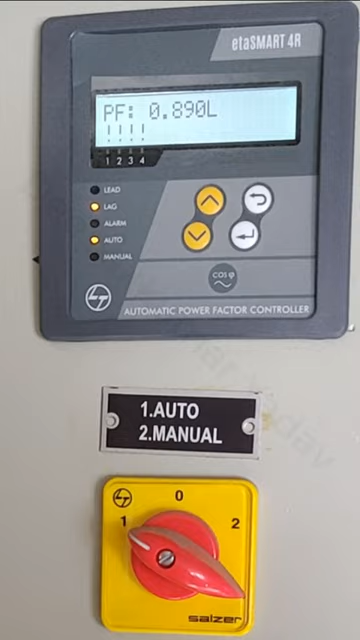 etaSMART 4R
PF: 0.890L
1 2 3 4
LEAD
LAG
ALARM
AUTO
MANUAL
COS φ
AUTOMATIC POWER FACTOR CONTROLLER
1.AUTO
2.MANUAL
0
1
2
salzer